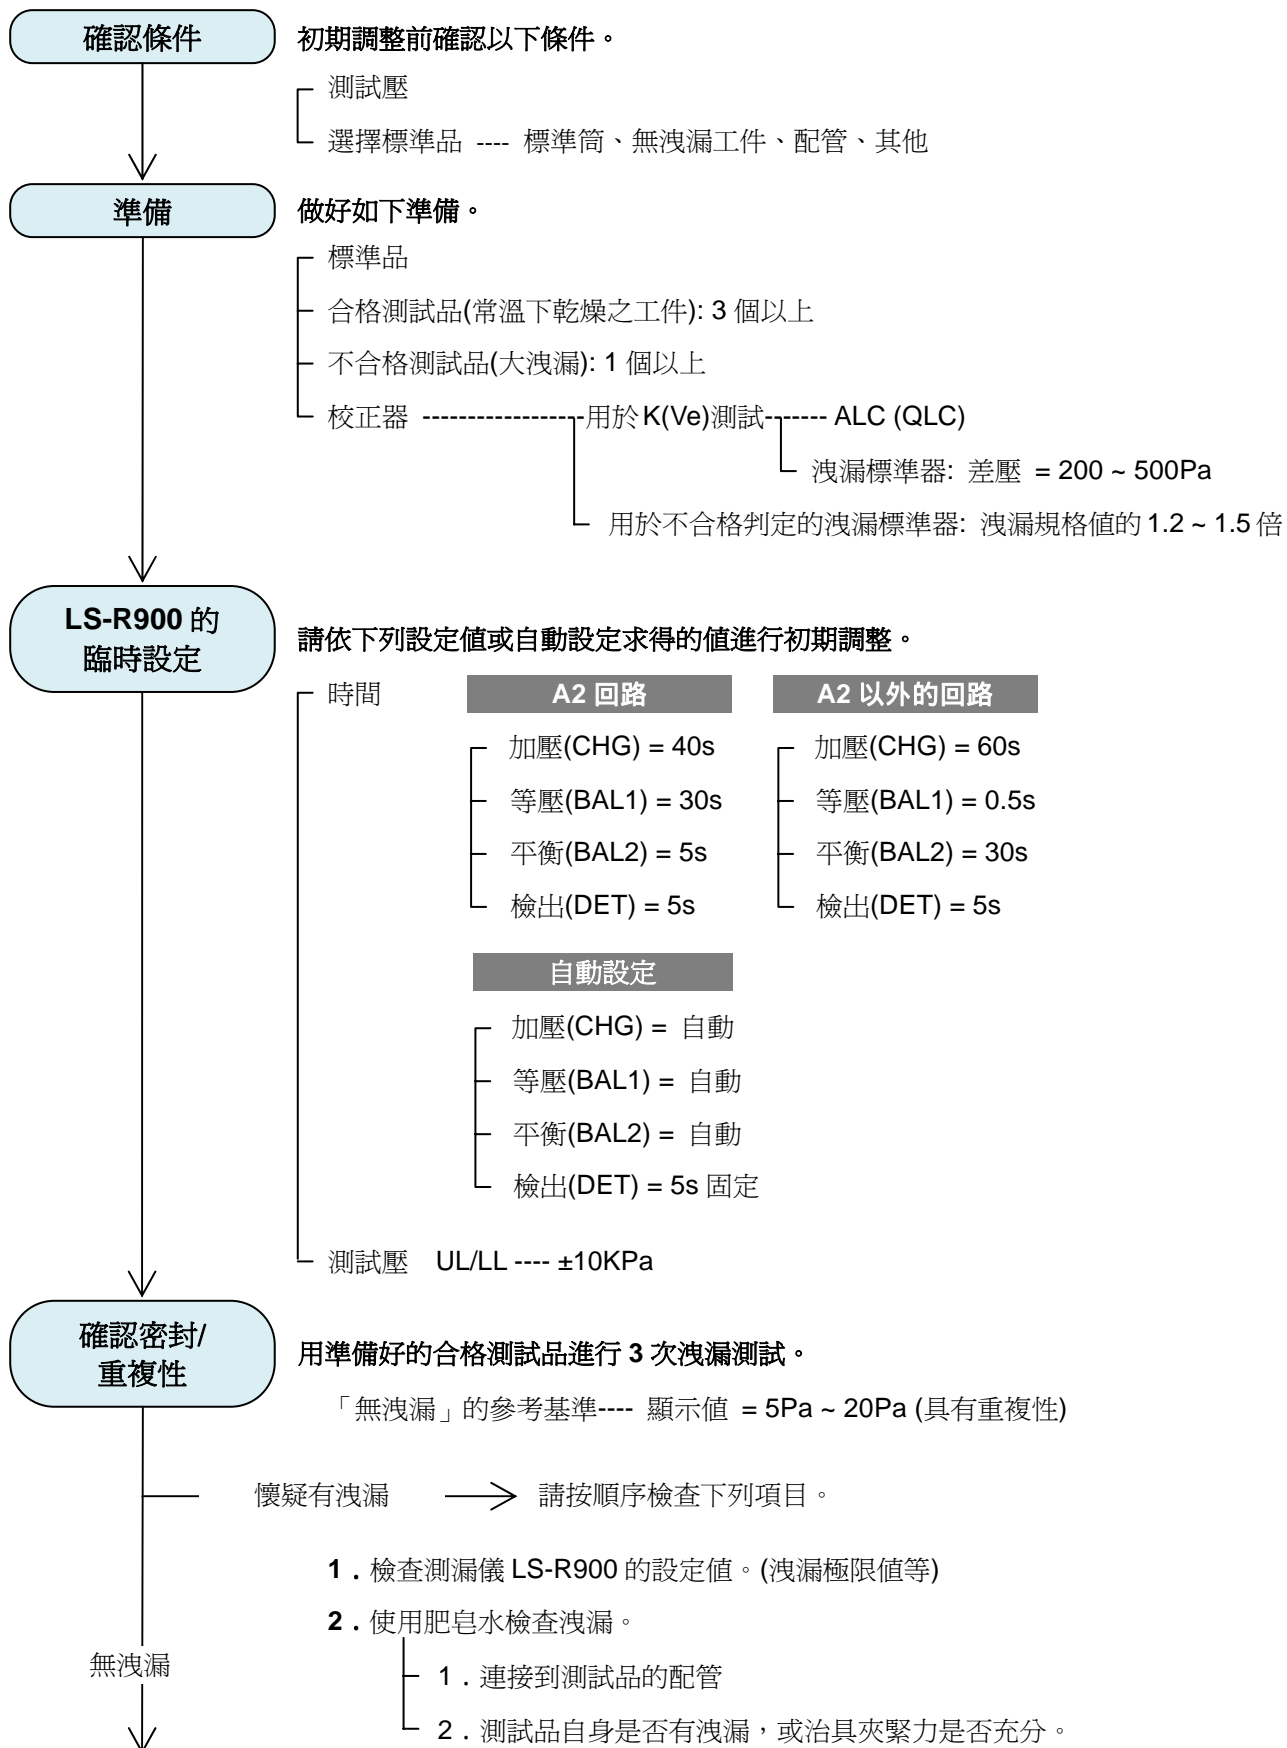 確認條件
初期調整前確認以下條件。
測試壓
選擇標準品 ---- 標準筒、無洩漏工件、配管、其他
準備
做好如下準備。
標準品
合格測試品(常溫下乾燥之工件): 3 個以上
不合格測試品(大洩漏): 1 個以上
校正器 ------------------用於 K(Ve)測試------- ALC (QLC)
洩漏標準器: 差壓 = 200 ~ 500Pa
用於不合格判定的洩漏標準器: 洩漏規格值的 1.2 ~ 1.5 倍
LS-R900 的
臨時設定
請依下列設定值或自動設定求得的值進行初期調整。
時間
A2 回路
加壓(CHG) = 40s
等壓(BAL1) = 30s
平衡(BAL2) = 5s
檢出(DET) = 5s
A2 以外的回路
加壓(CHG) = 60s
等壓(BAL1) = 0.5s
平衡(BAL2) = 30s
檢出(DET) = 5s
自動設定
加壓(CHG) = 自動
等壓(BAL1) = 自動
平衡(BAL2) = 自動
檢出(DET) = 5s 固定
測試壓 UL/LL ---- ±10KPa
確認密封/
重複性
用準備好的合格測試品進行 3 次洩漏測試。
「無洩漏」的參考基準---- 顯示值 = 5Pa ~ 20Pa (具有重複性)
懷疑有洩漏
請按順序檢查下列項目。
1．檢查測漏儀 LS-R900 的設定值。(洩漏極限值等)
2．使用肥皂水檢查洩漏。
無洩漏
1．連接到測試品的配管
2．測試品自身是否有洩漏，或治具夾緊力是否充分。